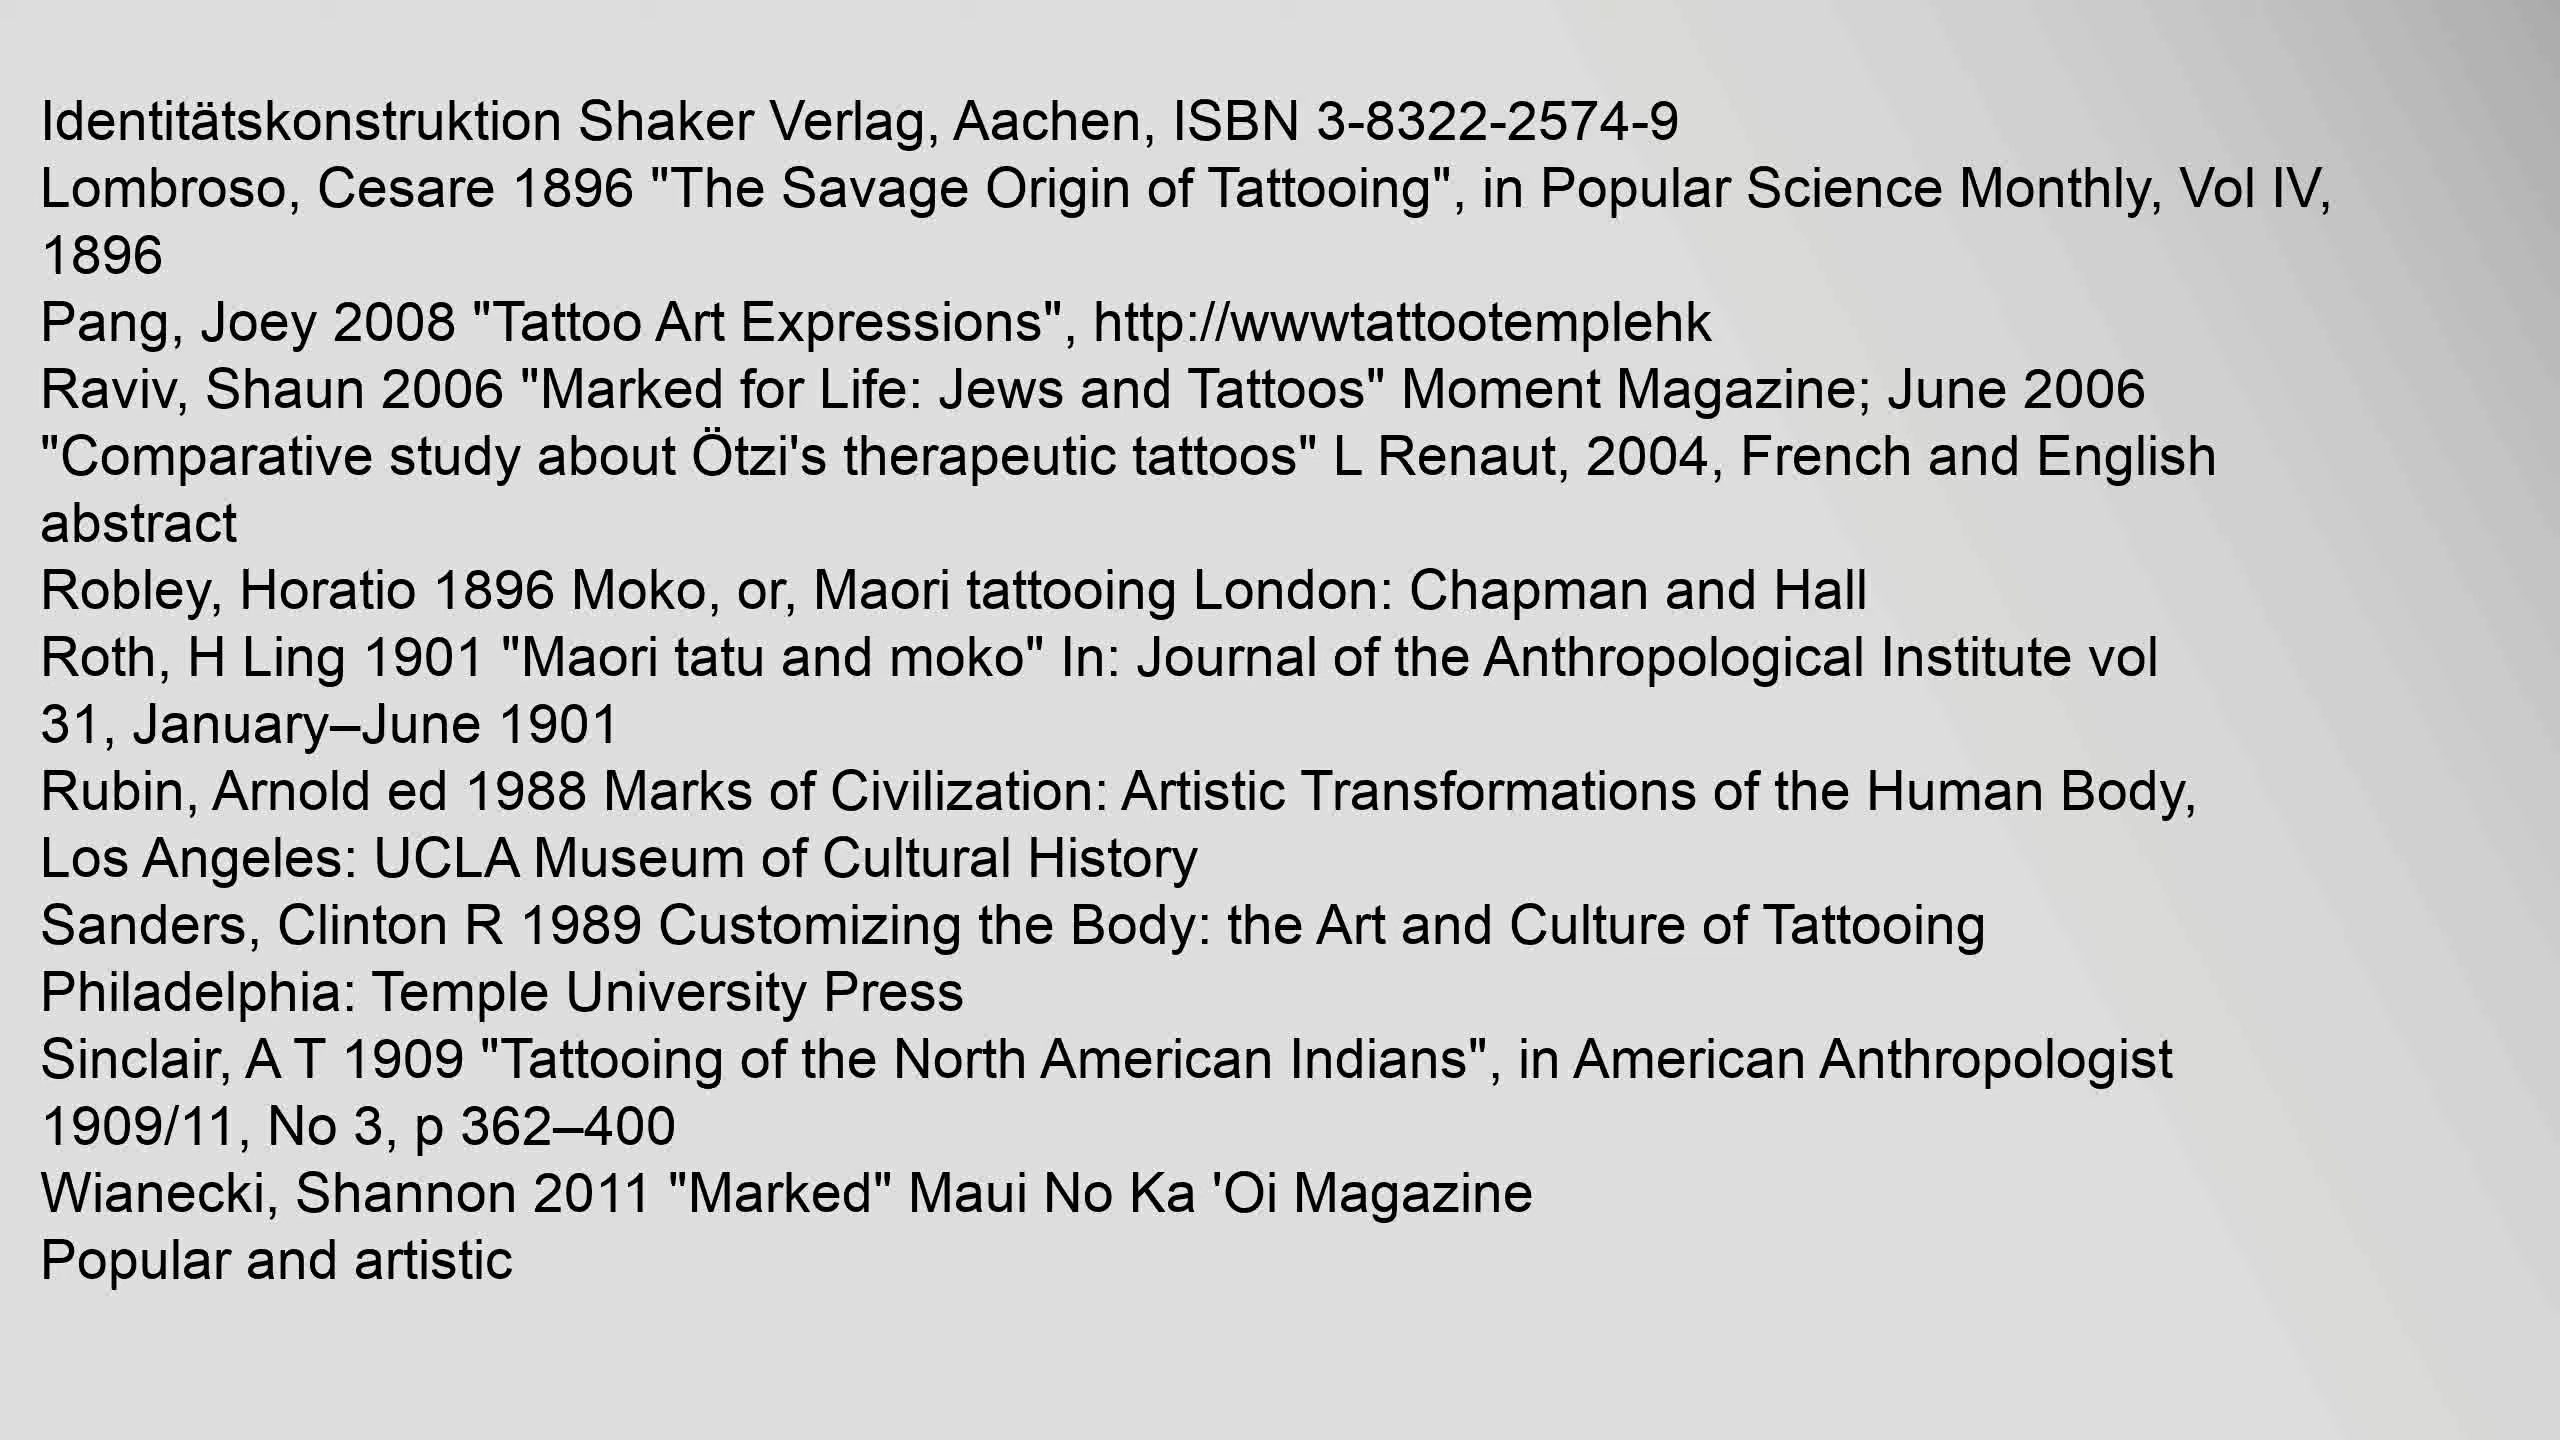 Identitätskonstruktion Shaker Verlag, Aachen, ISBN 3-8322-2574-9
Lombroso, Cesare 1896 "The Savage Origin of Tattooing", in Popular Science Monthly, Vol IV,
1896
Pang, Joey 2008 "Tattoo Art Expressions", http://wwwtattootemplehk
Raviv, Shaun 2006 "Marked for Life: Jews and Tattoos" Moment Magazine; June 2006
"Comparative study about Ötzi's therapeutic tattoos" L Renaut, 2004, French and English
abstract
Robley, Horatio 1896 Moko, or, Maori tattooing London: Chapman and Hall
Roth, H Ling 1901 "Maori tatu and moko" In: Journal of the Anthropological Institute vol
31, January–June 1901
Rubin, Arnold ed 1988 Marks of Civilization: Artistic Transformations of the Human Body,
Los Angeles: UCLA Museum of Cultural History
Sanders, Clinton R 1989 Customizing the Body: the Art and Culture of Tattooing
Philadelphia: Temple University Press
Sinclair, A T 1909 "Tattooing of the North American Indians", in American Anthropologist
1909/11, No 3, p 362–400
Wianecki, Shannon 2011 "Marked" Maui No Ka 'Oi Magazine
Popular and artistic